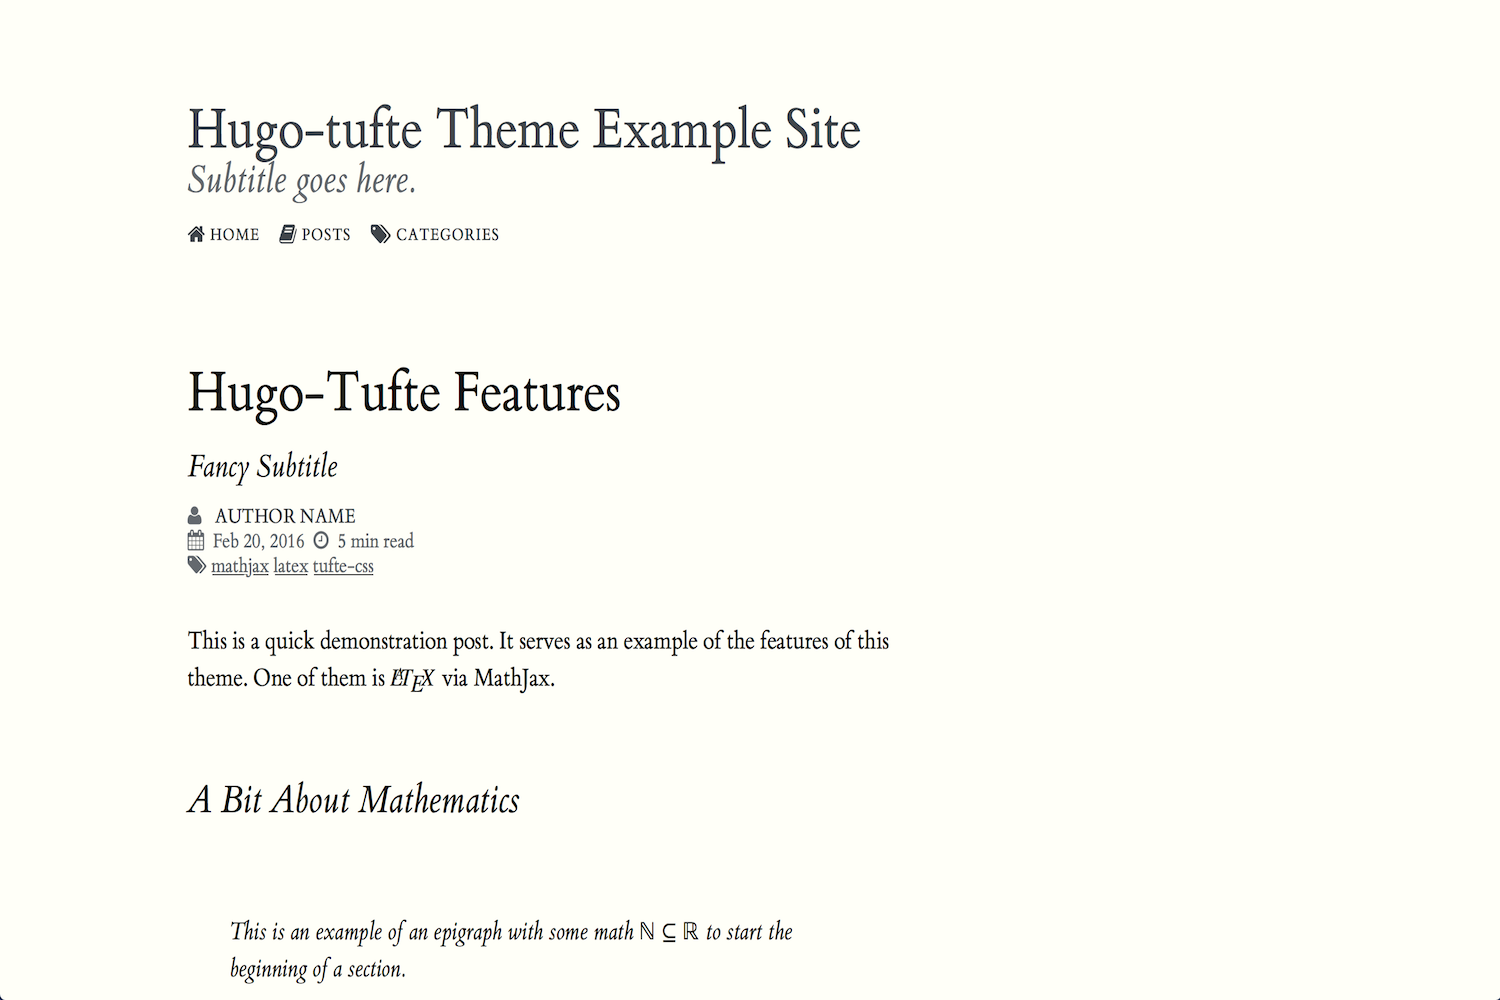 Hugo-tufte Theme Example Site
Subtitle goes here.
HOME POSTS CATEGORIES
Hugo-Tufte Features
Fancy Subtitle
AUTHOR NAME
Feb 20, 2016 5 min read
mathjax latex tufte-css
This is a quick demonstration post. It serves as an example of the features of this
theme. One of them is LATEX via MathJax.
A Bit About Mathematics
This is an example of an epigraph with some math ℕ ⊆ ℝ to start the
beginning of a section.